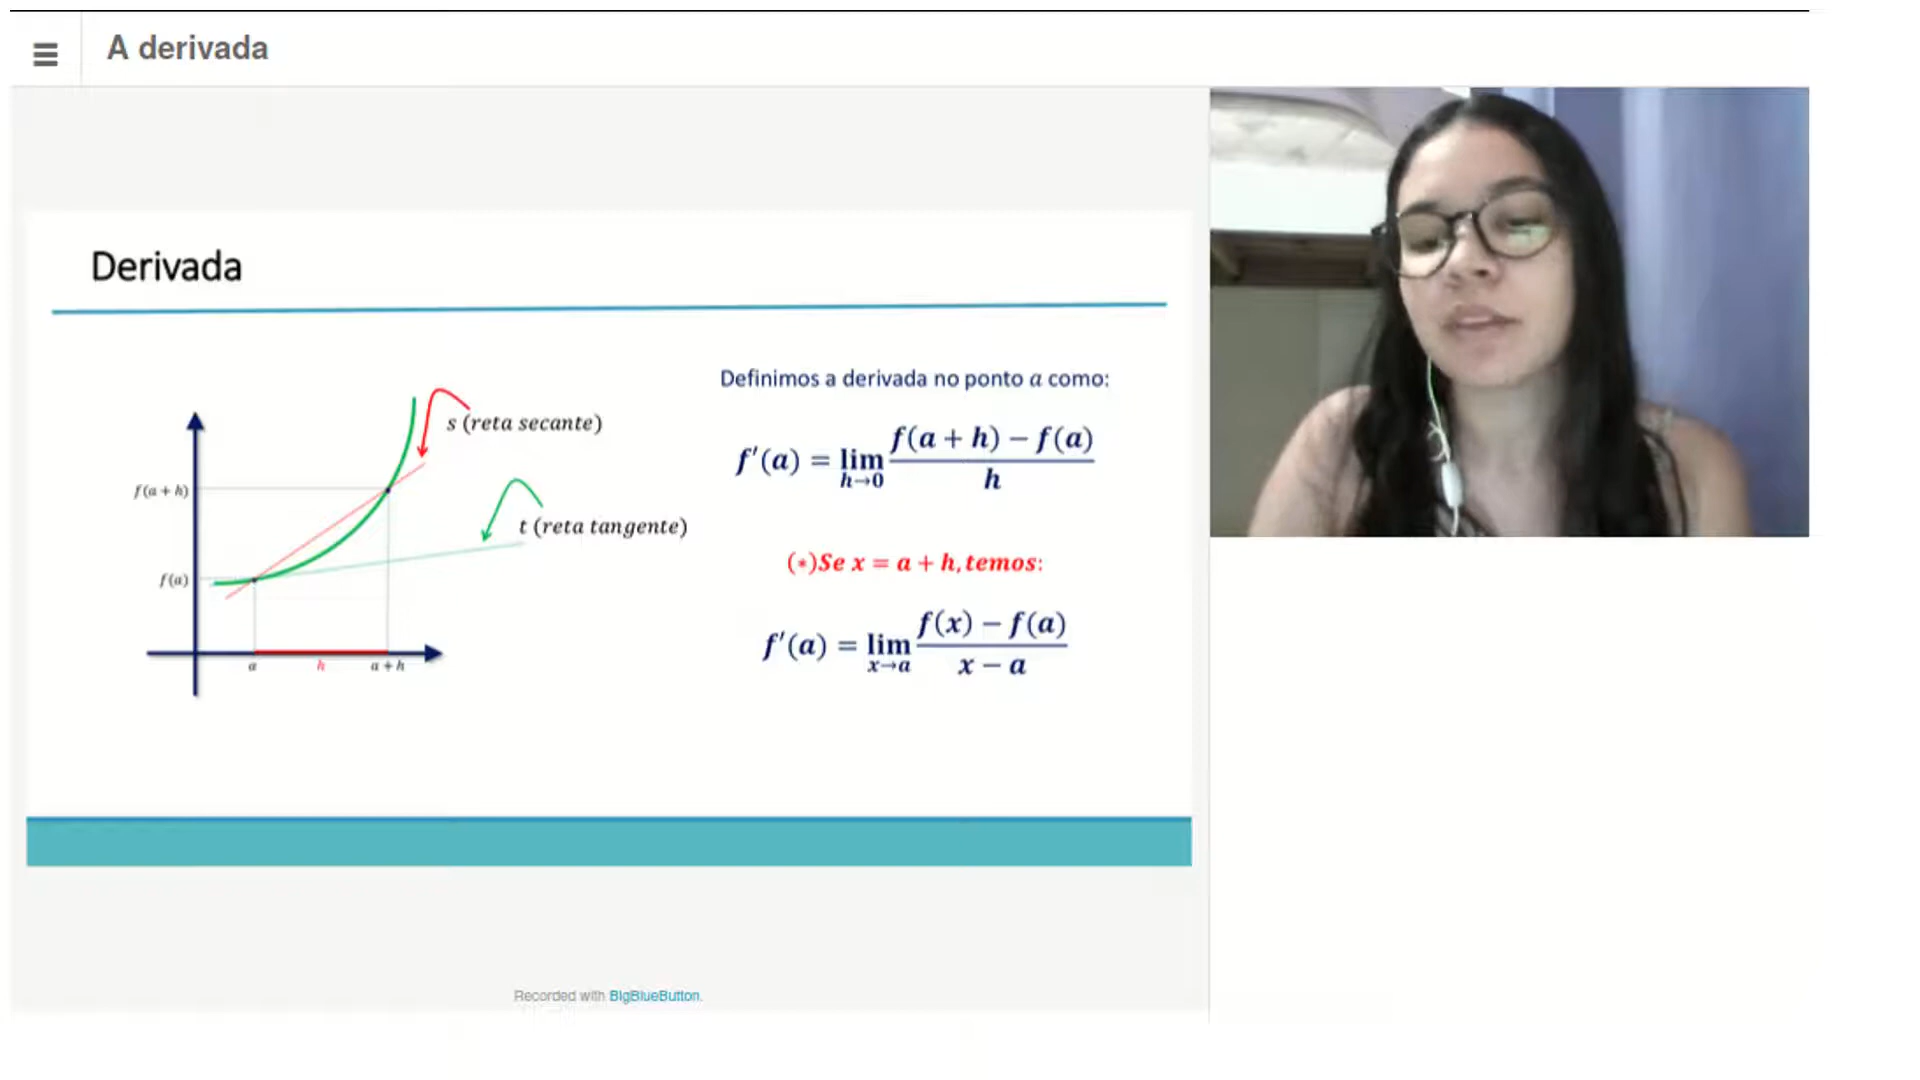 A derivada
Derivada
Definimos a derivada no ponto a como:
s (reta secante)
f'(a) = lim h→0 f(a + h) − f(a) / h
f(a + h)
t (reta tangente)
(*)Se x = a + h, temos:
f(a)
f'(a) = lim x→a f(x) − f(a) / x − a
a h a + h
Recorded with BigBlueButton.